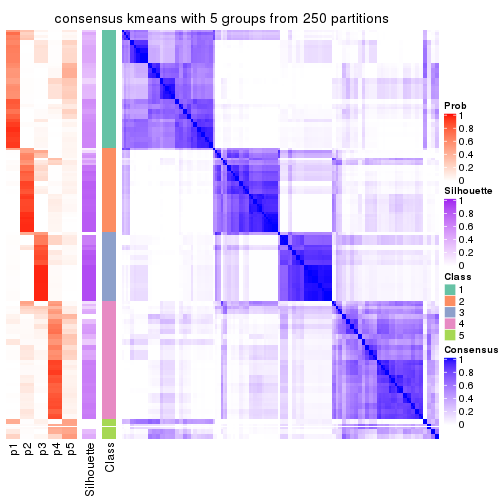 consensus kmeans with 5 groups from 250 partitions
Prob
1
0.8
0.6
0.4
0.2
0
Silhouette
1
0.8
0.6
0.4
0.2
0
Class
1
2
3
4
5
Consensus
1
0.8
0.6
0.4
0.2
0
p1
p2
p3
p4
p5
Silhouette
Class